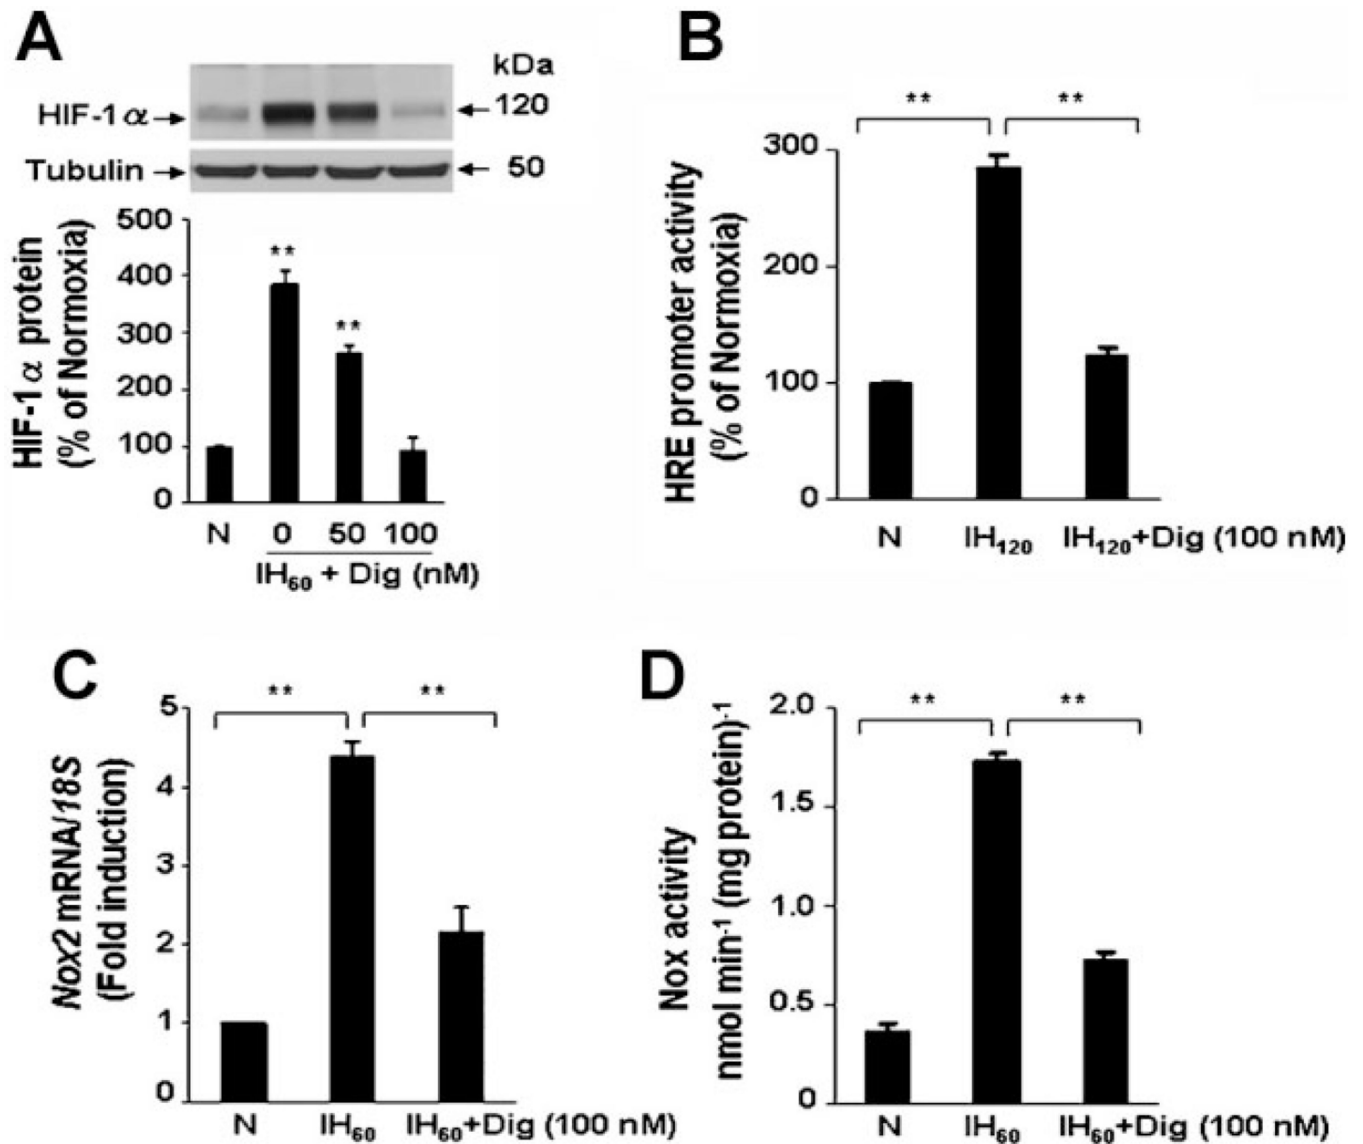 A
kDa
HIF-1 α
120
Tubulin
50
HIF-1 α protein
(% of Normoxia)
500
400
300
200
100
0
**
**
N 0 50 100
IH60 + Dig (nM)
B
** **
HRE promoter activity
(% of Normoxia)
300
200
100
0
N IH120 IH120+Dig (100 nM)
C
** **
Nox2 mRNA/18S
(Fold induction)
5
4
3
2
1
0
N IH60 IH60+Dig (100 nM)
D
** **
Nox activity
nmol min-1 (mg protein)-1
2.0
1.5
1.0
0.5
0
N IH60 IH60+Dig (100 nM)